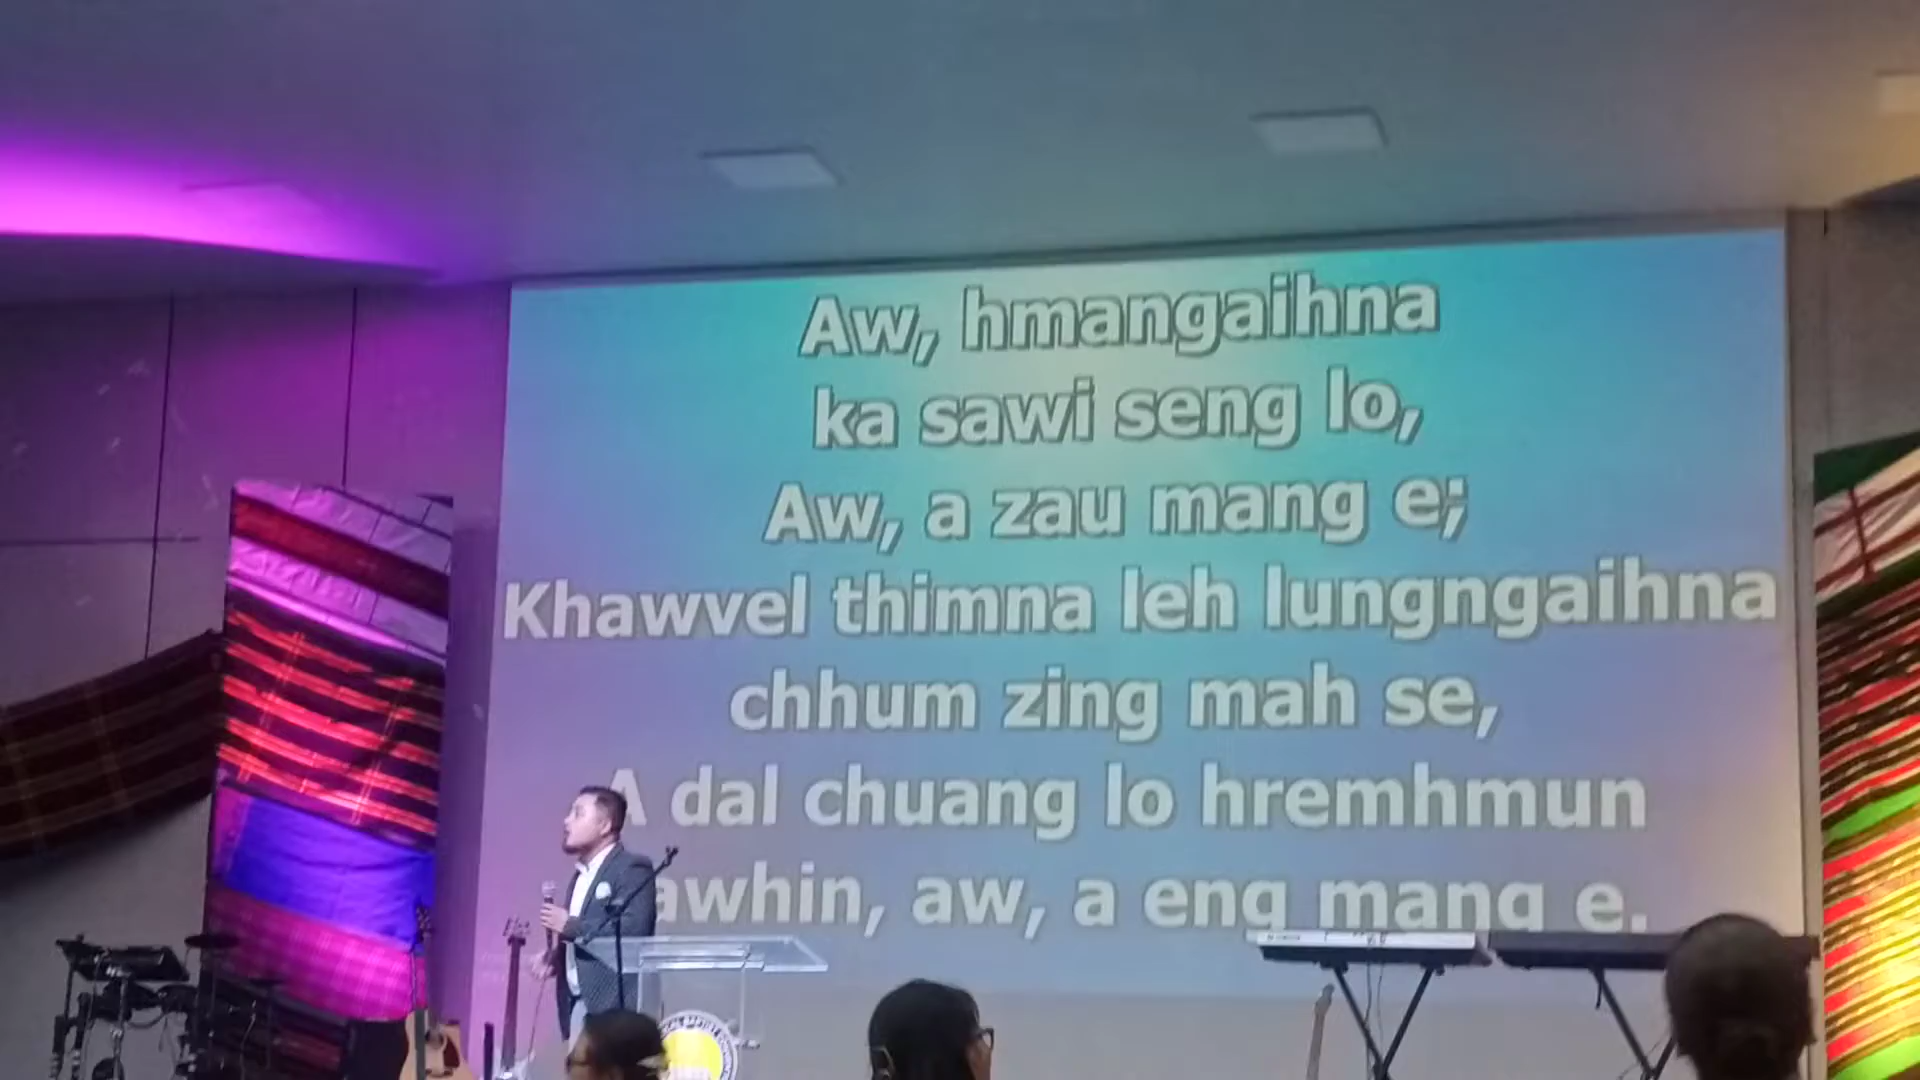 Aw, hmangaihna
ka sawi seng lo,
Aw, a zau mang e;
Khawvel thimna leh lungngaihna
chhum zing mah se,
A dal chuang lo hremhmun
aw, a eng mang e.